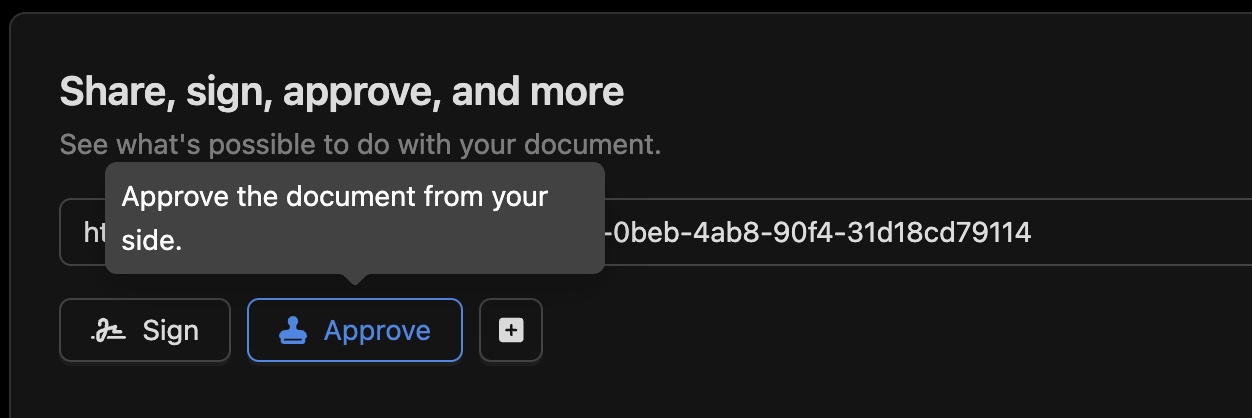 Share, sign, approve, and more
See what's possible to do with your document.
Approve the document from your
side.
ht
-0beb-4ab8-90f4-31d18cd79114
Sign
Approve